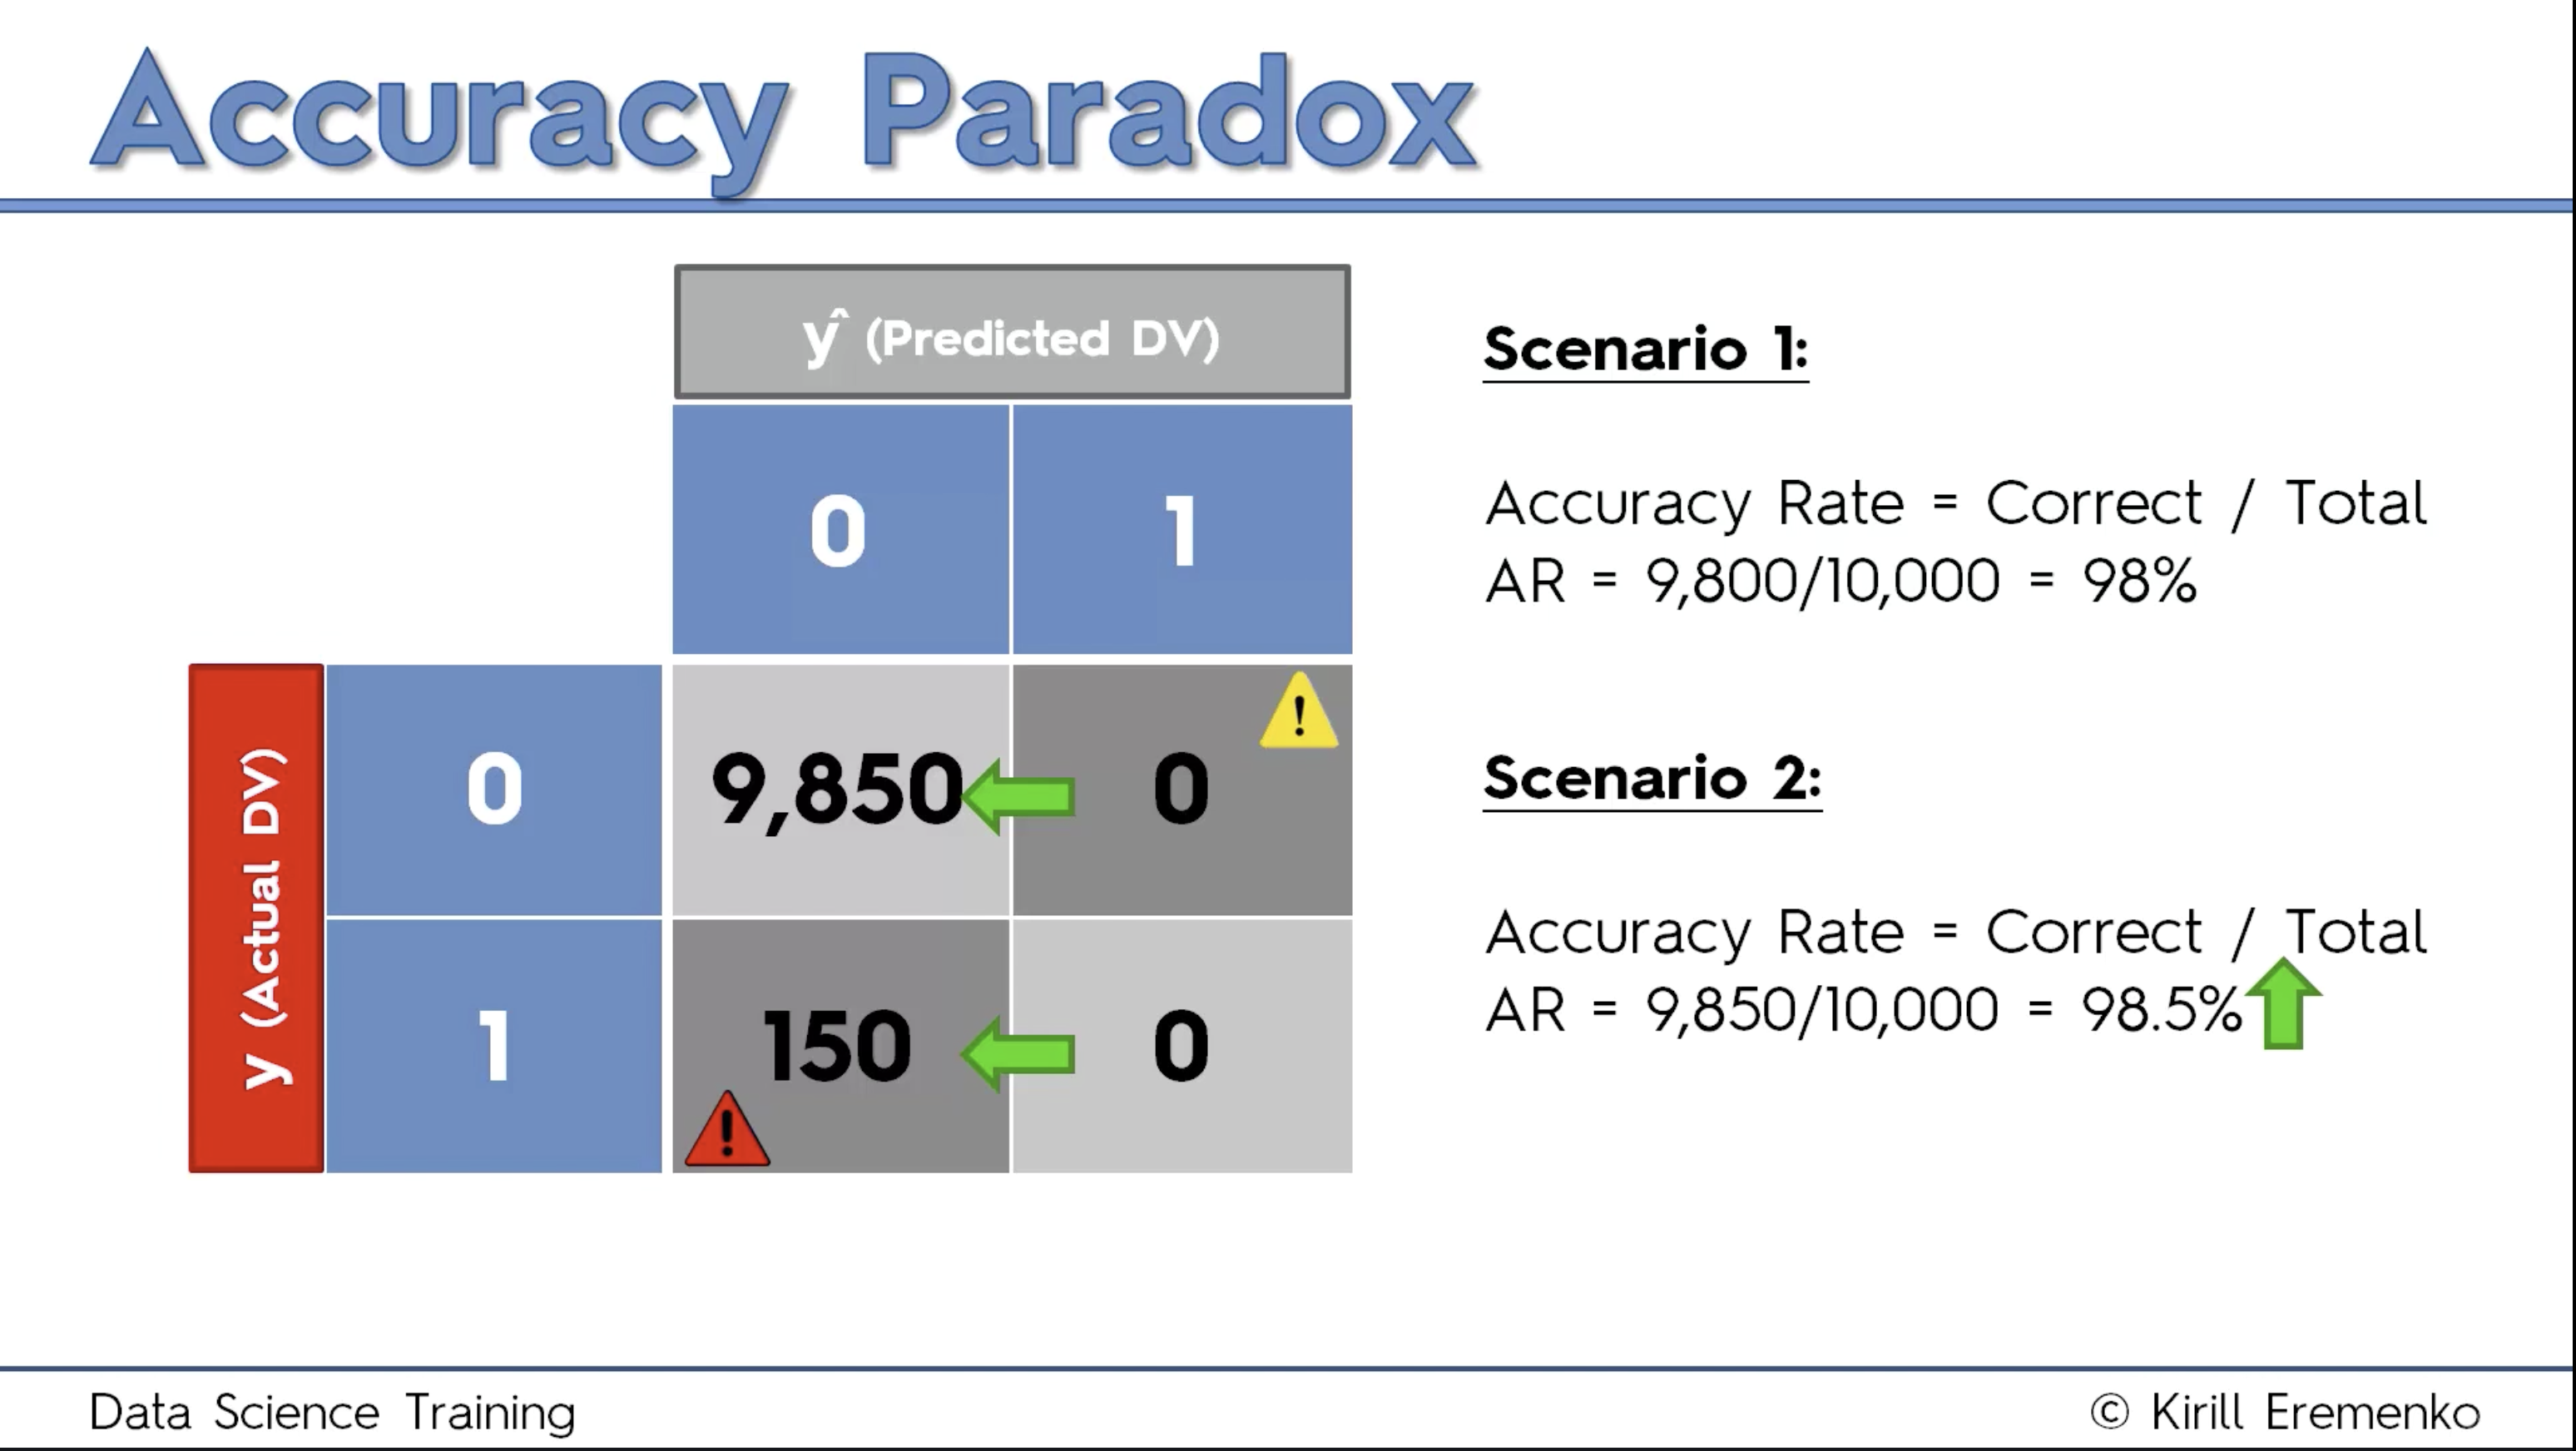 Accuracy Paradox
ŷ (Predicted DV)
0 1
y (Actual DV)
0 9,850 0
1 150 0
Scenario 1:
Accuracy Rate = Correct / Total
AR = 9,800/10,000 = 98%
Scenario 2:
Accuracy Rate = Correct / Total
AR = 9,850/10,000 = 98.5%
Data Science Training
© Kirill Eremenko